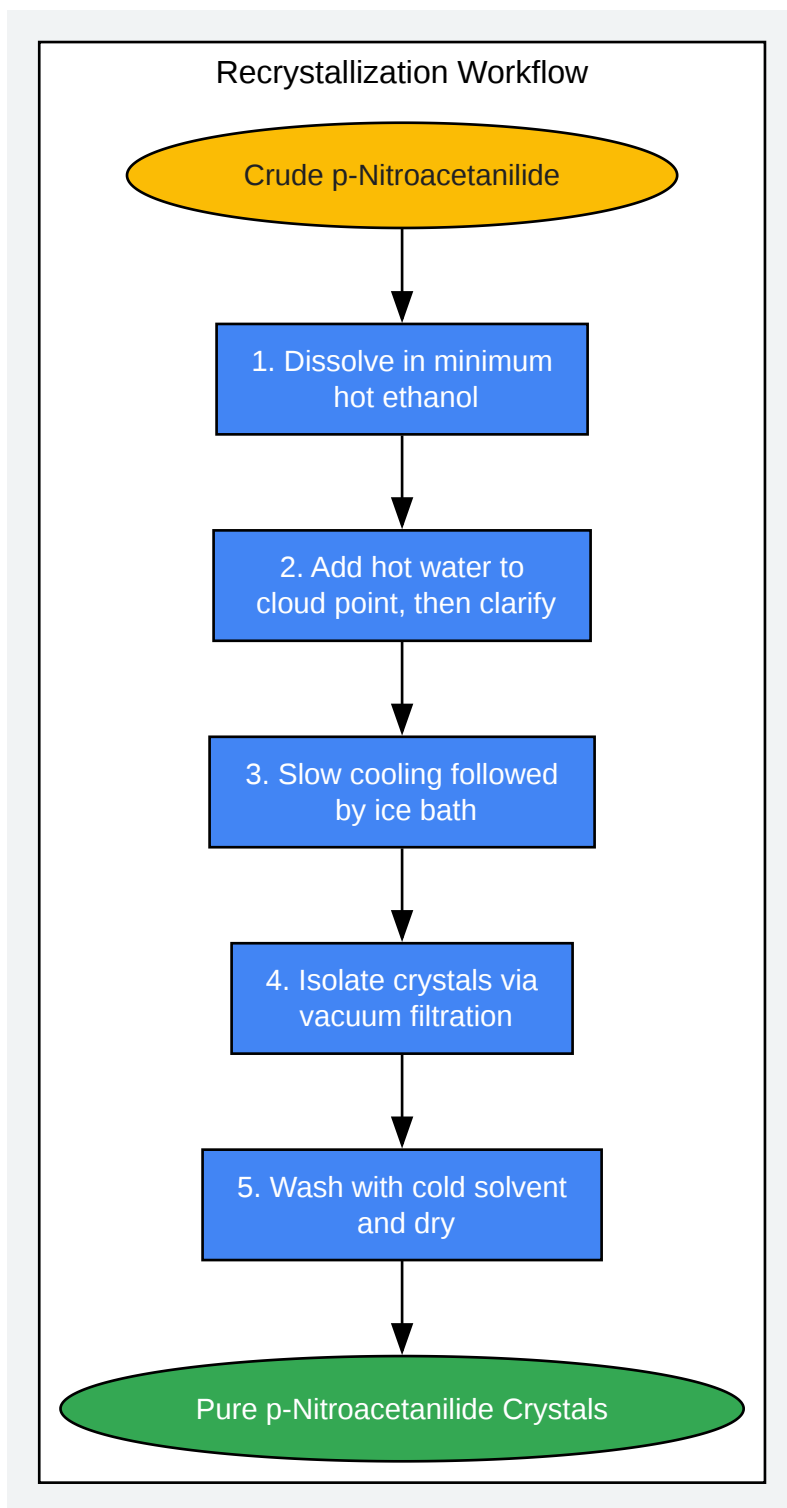 Recrystallization Workflow
Crude p-Nitroacetanilide
1. Dissolve in minimum
hot ethanol
2. Add hot water to
cloud point, then clarify
3. Slow cooling followed
by ice bath
4. Isolate crystals via
vacuum filtration
5. Wash with cold solvent
and dry
Pure p-Nitroacetanilide Crystals